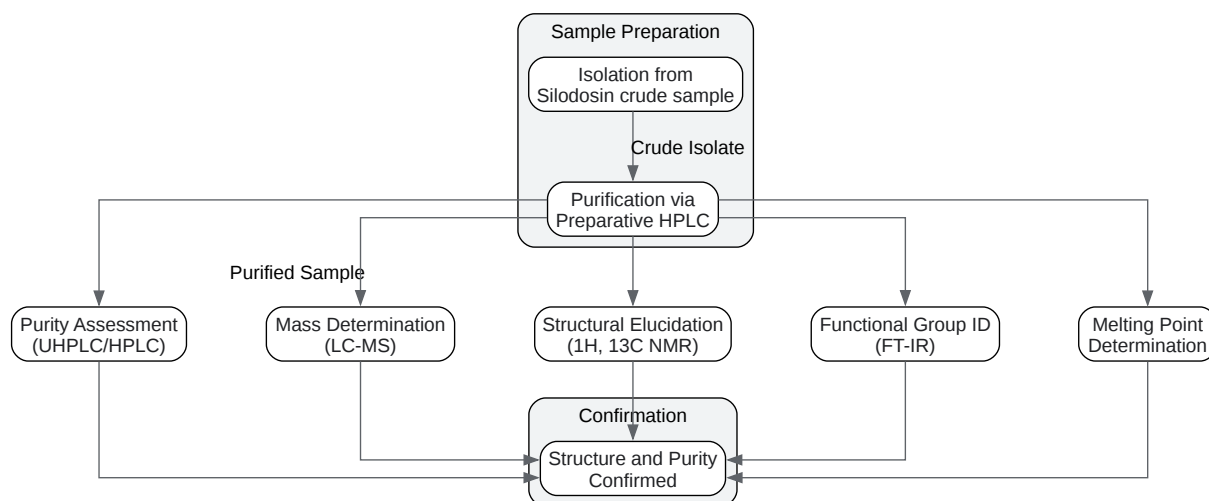 Sample Preparation
Isolation from
Silodosin crude sample
Crude Isolate
Purification via
Preparative HPLC
Purified Sample
Purity Assessment
(UHPLC/HPLC)
Mass Determination
(LC-MS)
Structural Elucidation
(1H, 13C NMR)
Functional Group ID
(FT-IR)
Melting Point
Determination
Confirmation
Structure and Purity
Confirmed